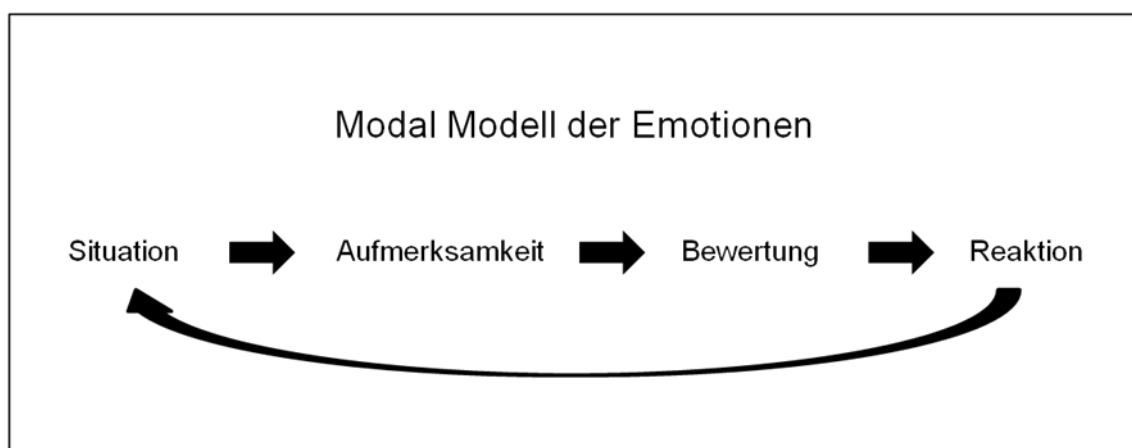 Modal Modell der Emotionen
Situation Aufmerksamkeit Bewertung Reaktion